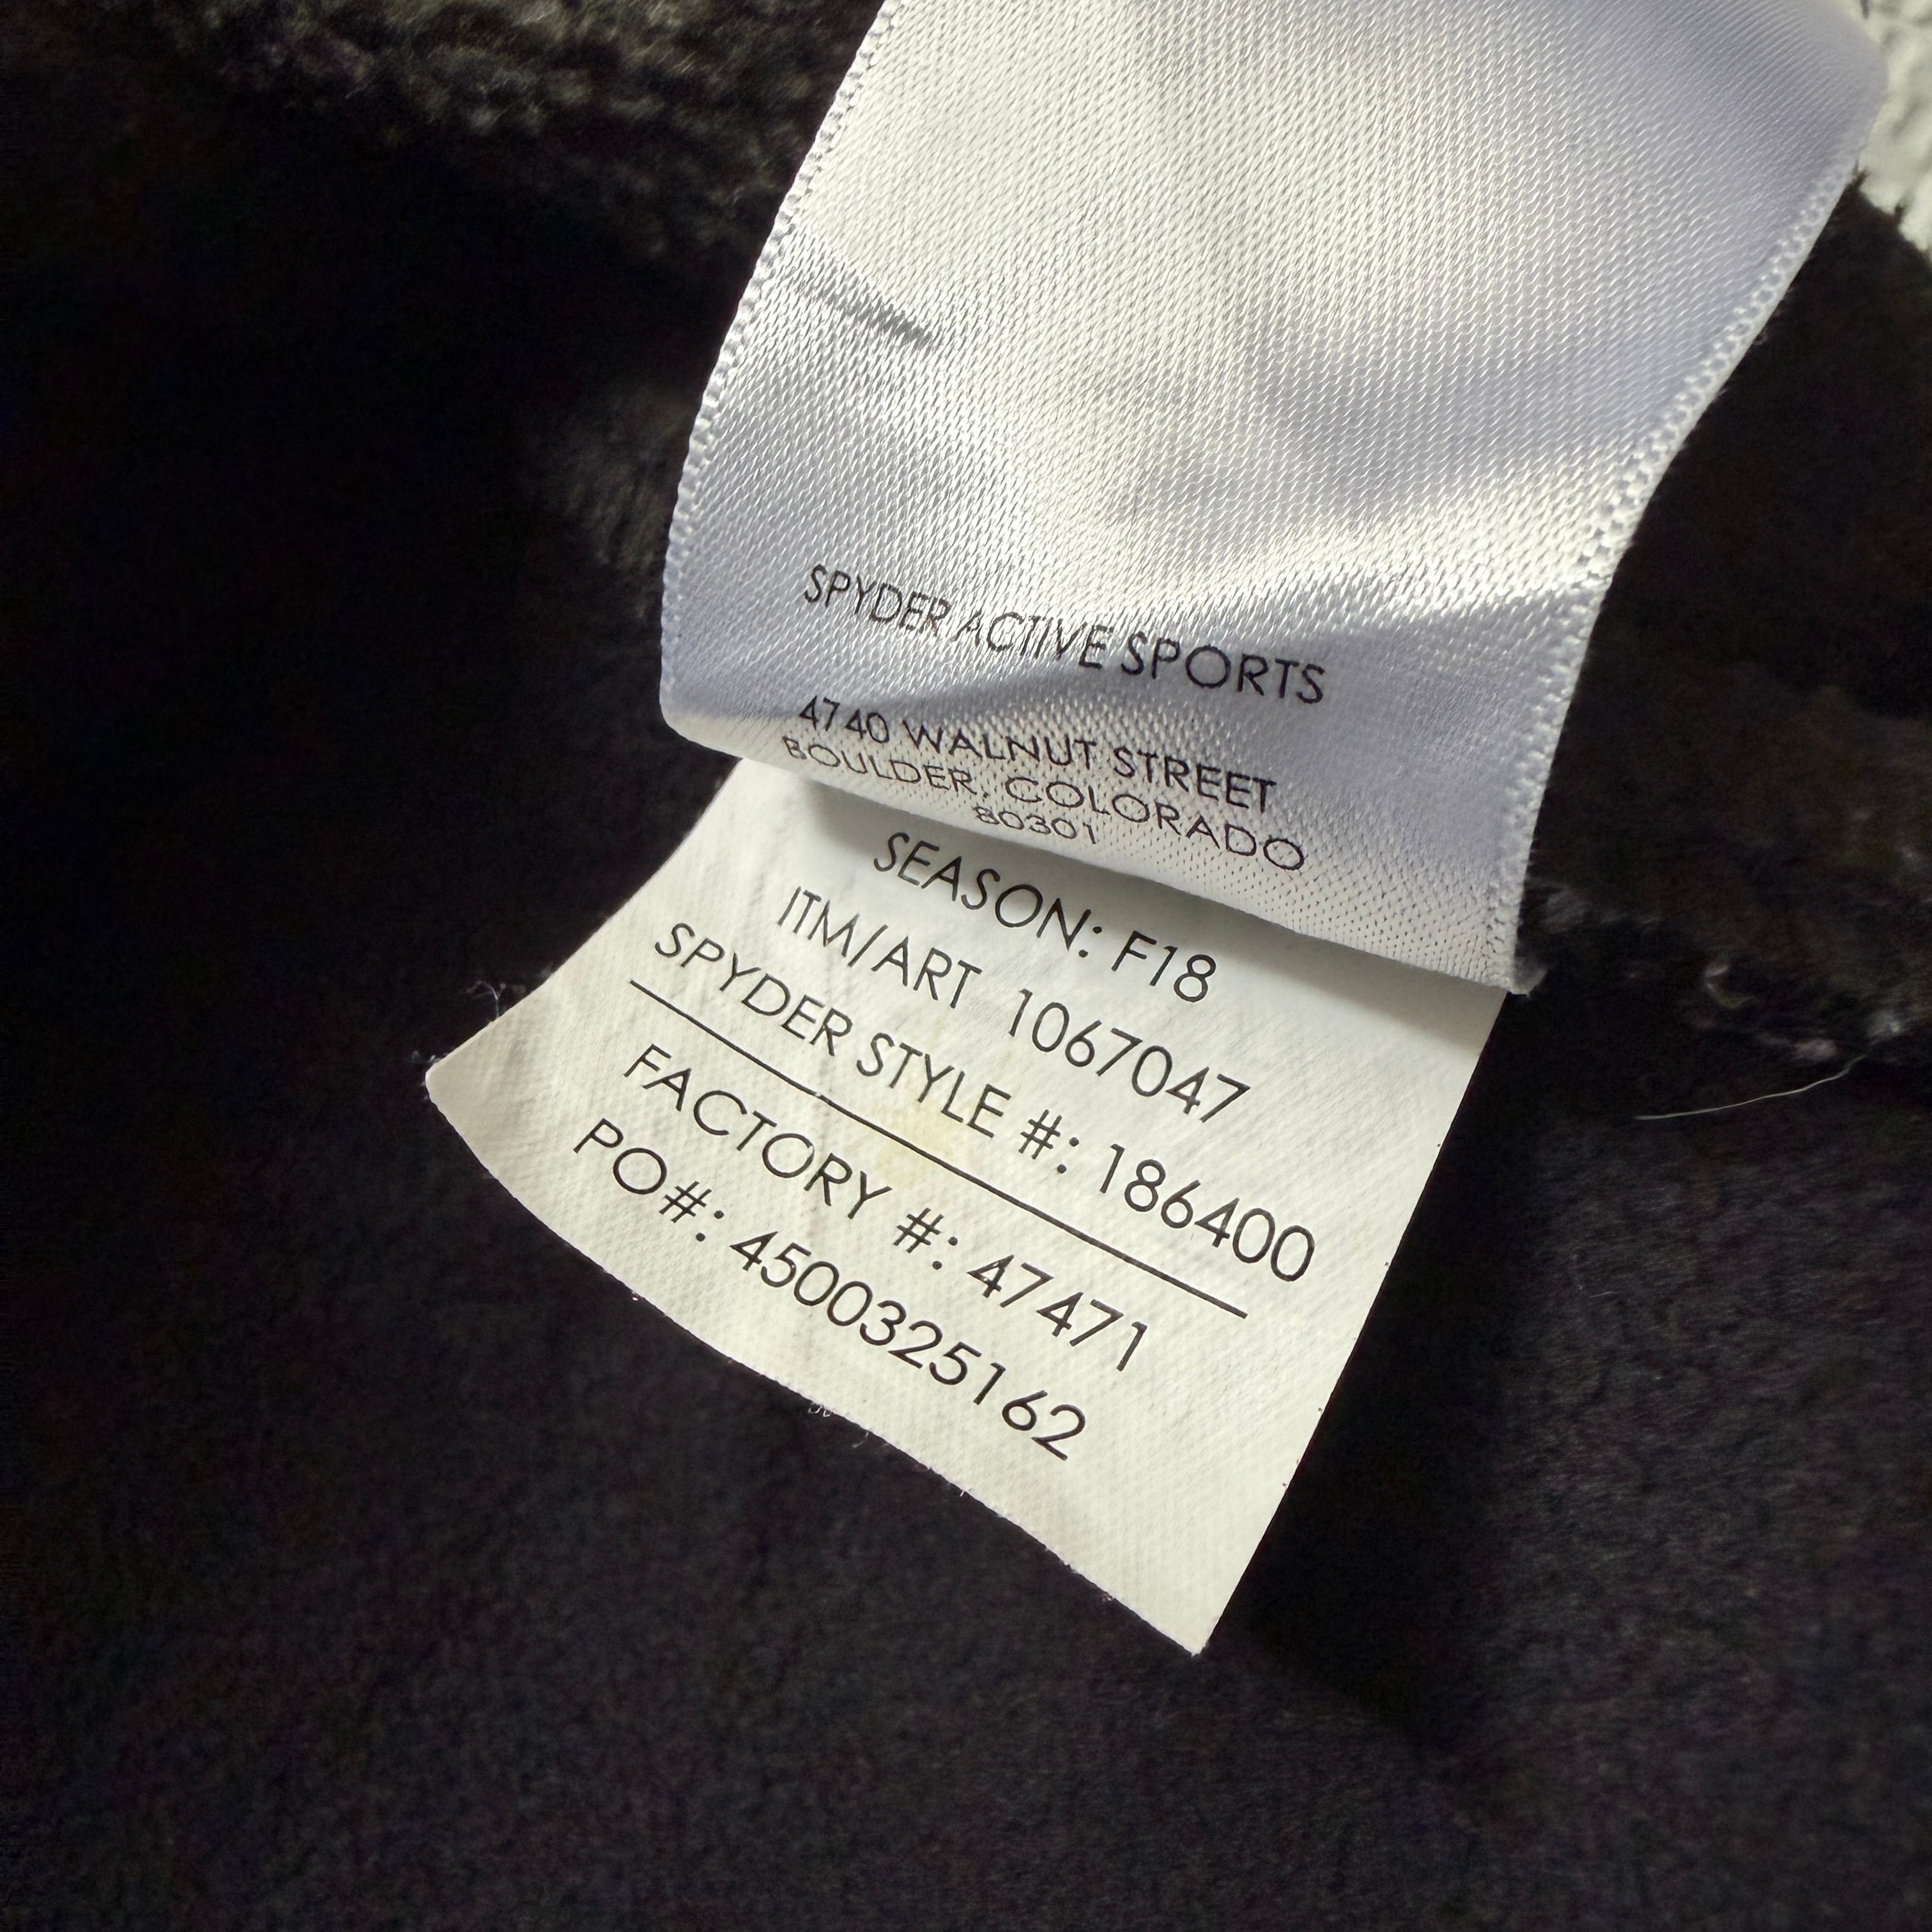 SPYDER ACTIVE SPORTS
4740 WALNUT STREET
BOULDER, COLORADO
80301
SEASON: F18
ITM/ART 1067047
SPYDER STYLE #: 186400
FACTORY #: 47471
PO#: 4500325162